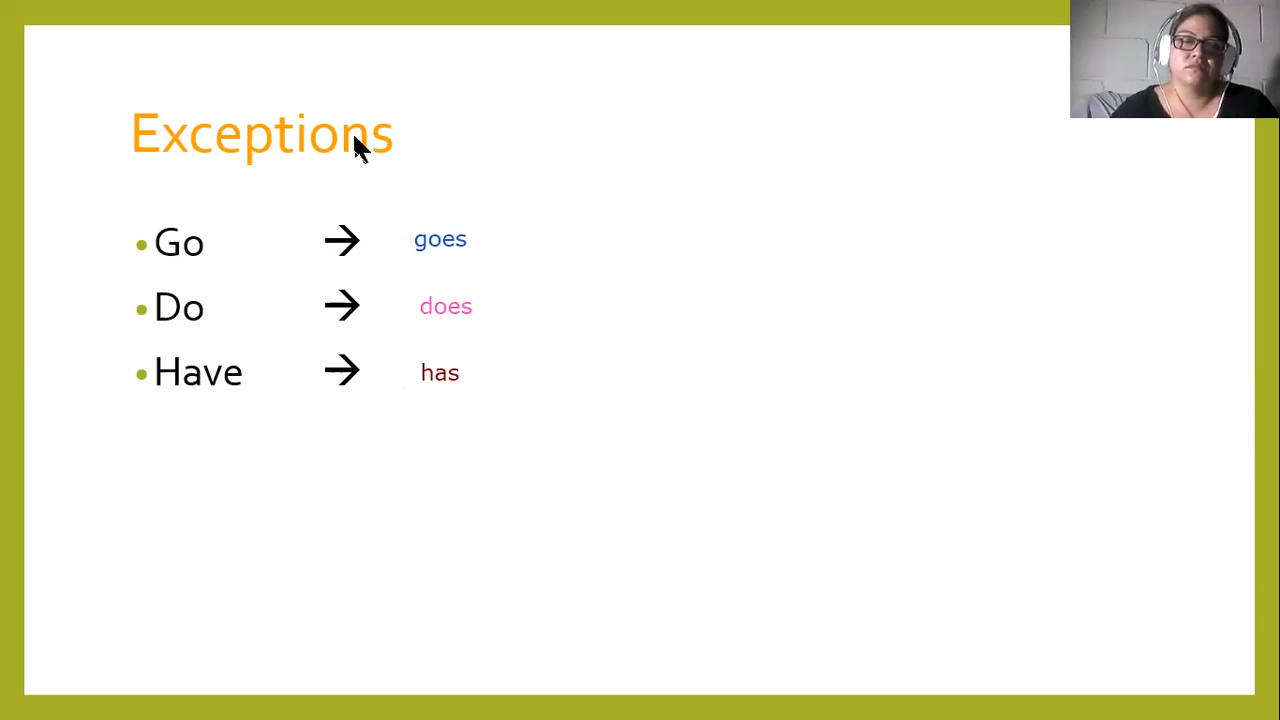 Exceptions
• Go → goes
• Do → does
• Have → has